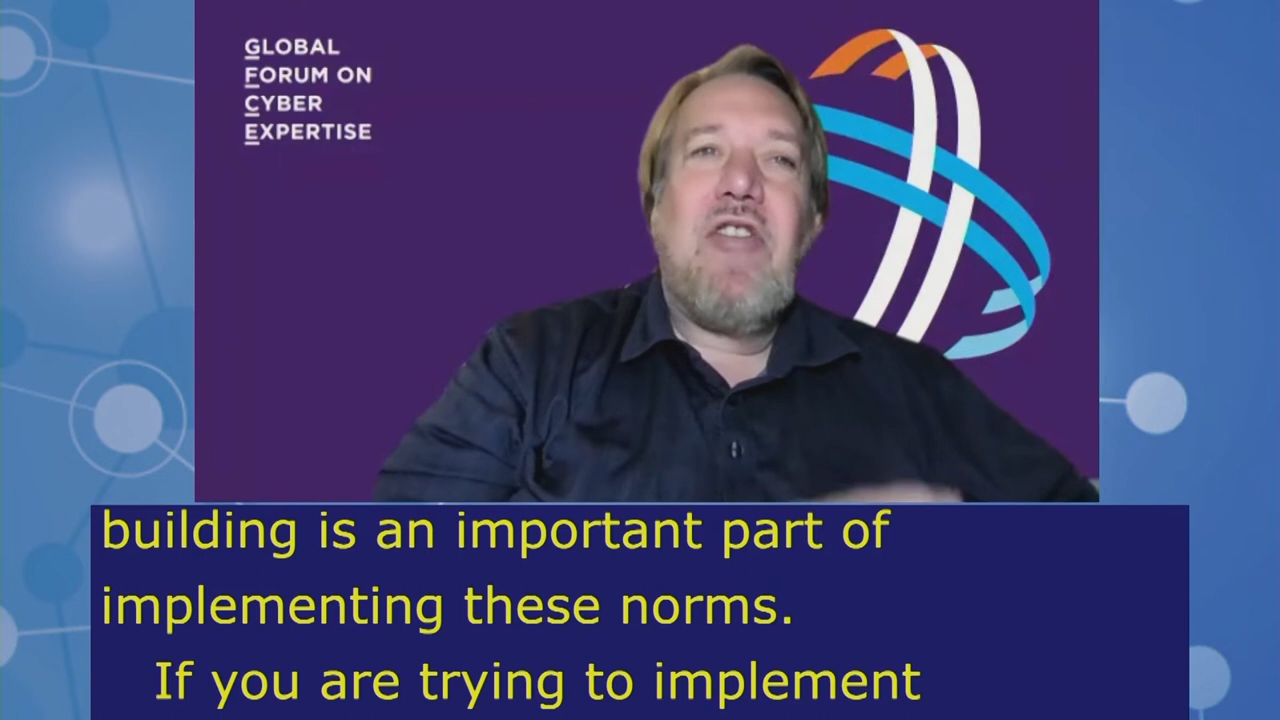 GLOBAL
FORUM ON
CYBER
EXPERTISE
building is an important part of
implementing these norms.
If you are trying to implement